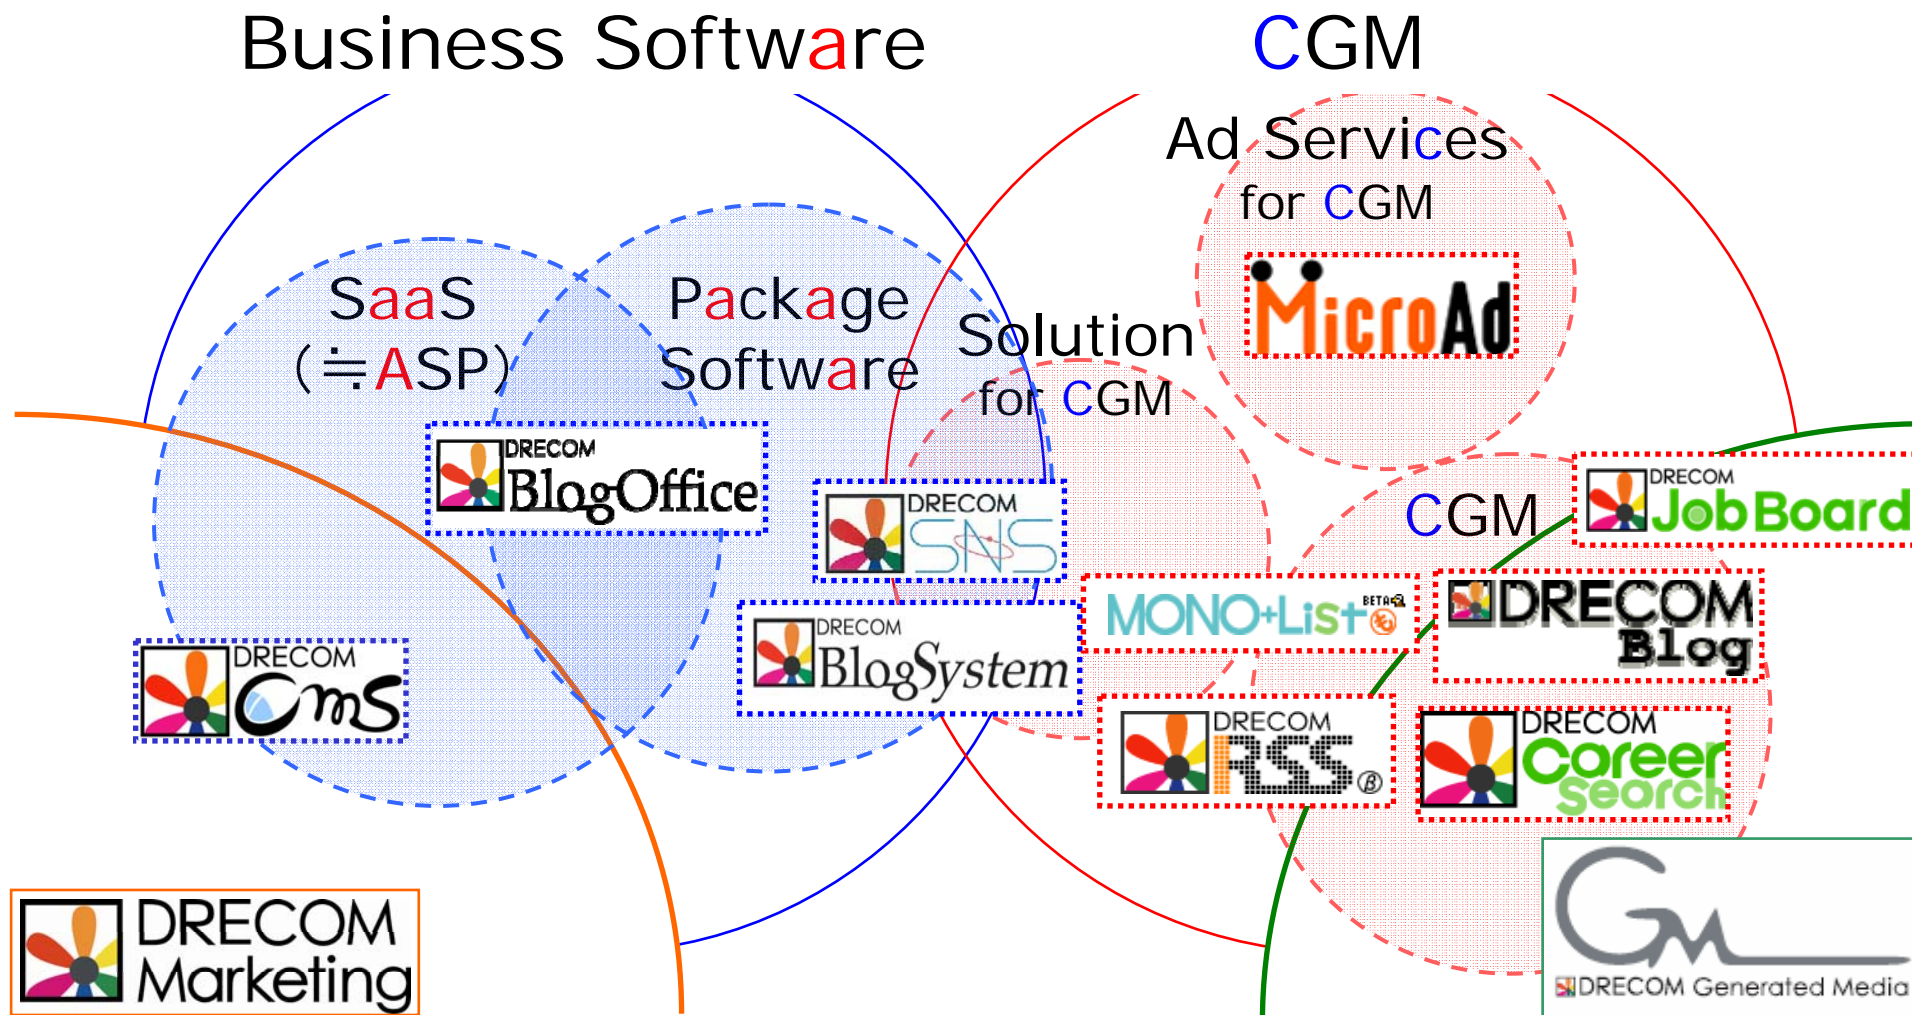 Business Software
CGM
Ad Services
for CGM
MicroAd
SaaS
(≒ASP)
Package
Software
Solution
for CGM
DRECOM
BlogOffice
DRECOM
SNS
CGM
DRECOM
JobBoard
MONO+List BETA2
DRECOM
Blog
DRECOM
BlogSystem
DRECOM
CmS
DRECOM
RSS β
DRECOM
Career
Search
DRECOM
Marketing
GM
DRECOM Generated Media